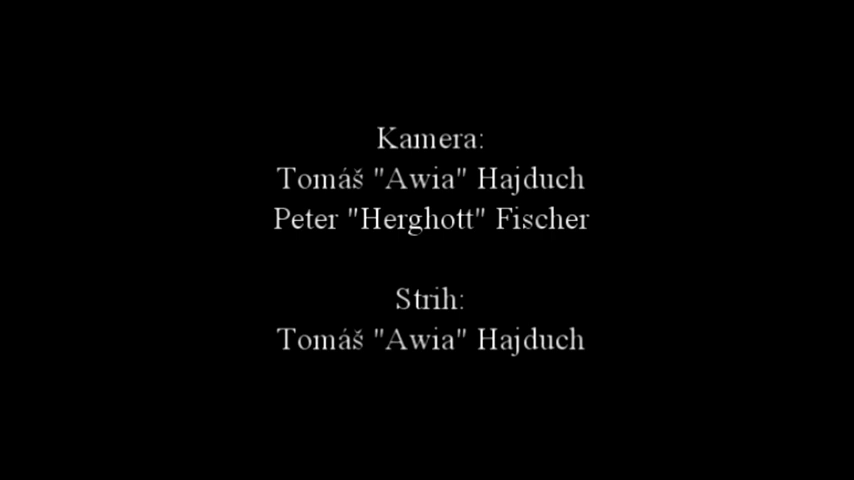 Kamera:
Tomáš "Awia" Hajduch
Peter "Herghott" Fischer
Strih:
Tomáš "Awia" Hajduch